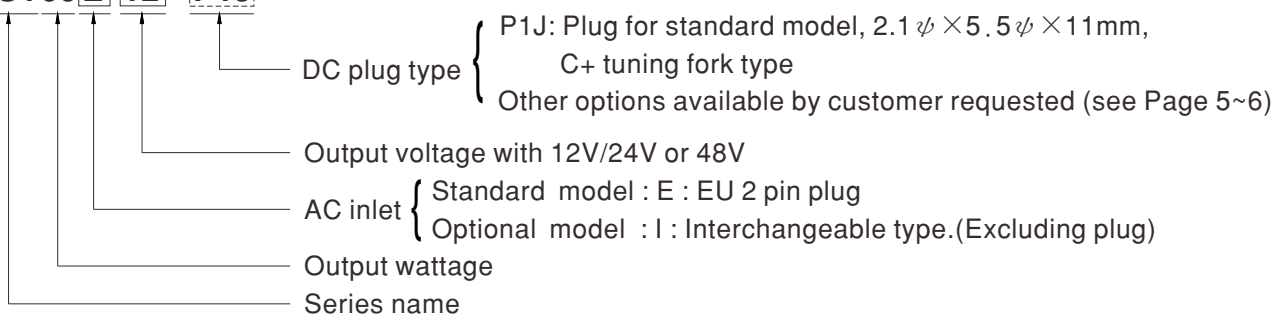 DC plug type
P1J: Plug for standard model, 2.1ψ×5.5ψ×11mm,
C+ tuning fork type
Other options available by customer requested (see Page 5~6)
Output voltage with 12V/24V or 48V
AC inlet
Standard model : E : EU 2 pin plug
Optional model : I : Interchangeable type.(Excluding plug)
Output wattage
Series name